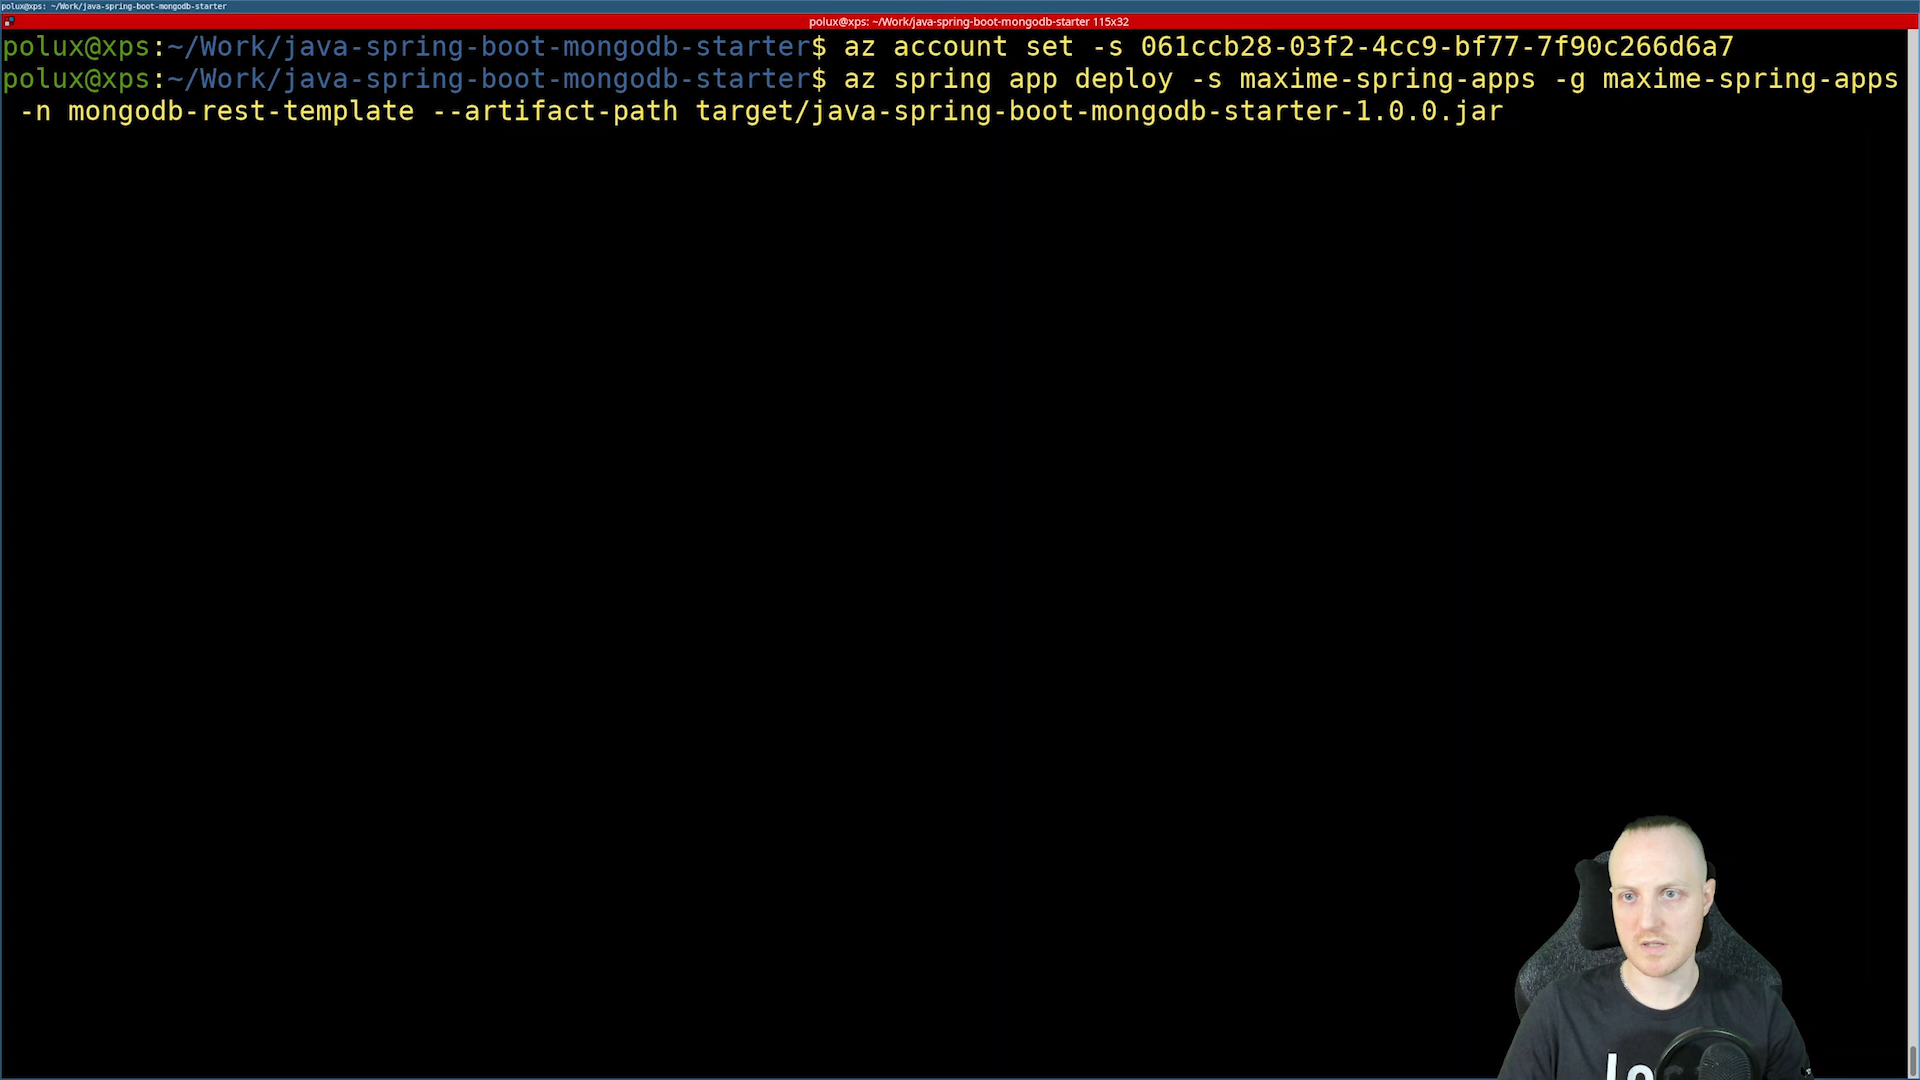 polux@xps: ~/Work/java-spring-boot-mongodb-starter
polux@xps: ~/Work/java-spring-boot-mongodb-starter 115x32
polux@xps:~/Work/java-spring-boot-mongodb-starter$ az account set -s 061ccb28-03f2-4cc9-bf77-7f90c266d6a7
polux@xps:~/Work/java-spring-boot-mongodb-starter$ az spring app deploy -s maxime-spring-apps -g maxime-spring-apps
-n mongodb-rest-template --artifact-path target/java-spring-boot-mongodb-starter-1.0.0.jar